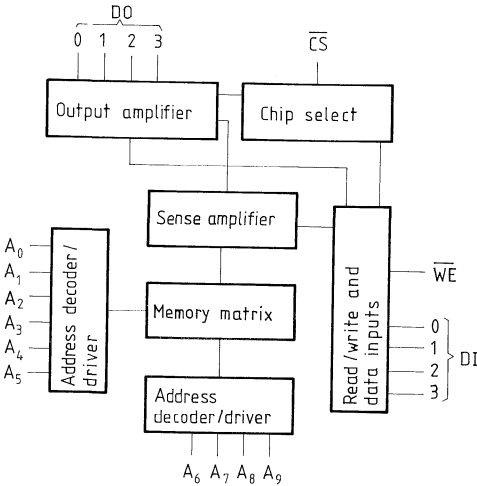 DO
0 1 2 3
CS
Output amplifier
Chip select
Sense amplifier
A0
A1
A2
A3
A4
A5
Address decoder/
driver
Memory matrix
Read/write and
data inputs
WE
0
1
2
3
DI
Address
decoder/driver
A6 A7 A8 A9